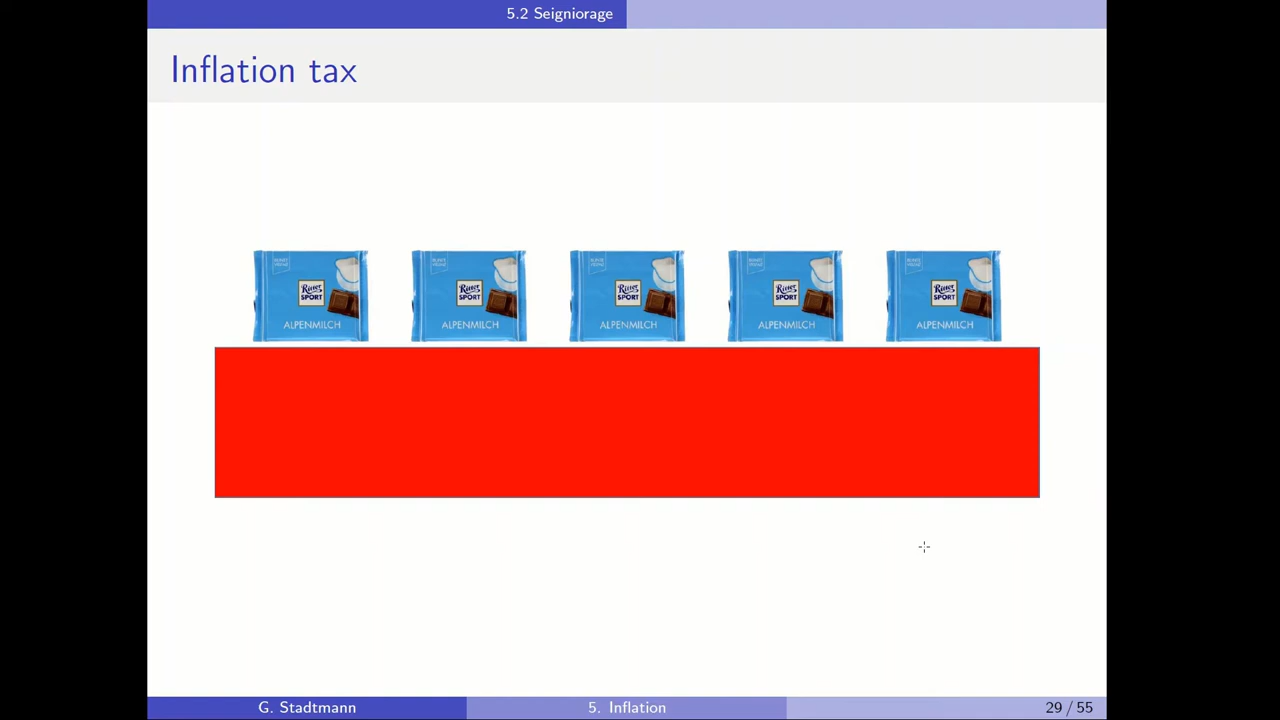 5.2 Seigniorage
Inflation tax
Ritter
SPORT
ALPENMILCH
Ritter
SPORT
ALPENMILCH
Ritter
SPORT
ALPENMILCH
Ritter
SPORT
ALPENMILCH
Ritter
SPORT
ALPENMILCH
G. Stadtmann
5. Inflation
29 / 55